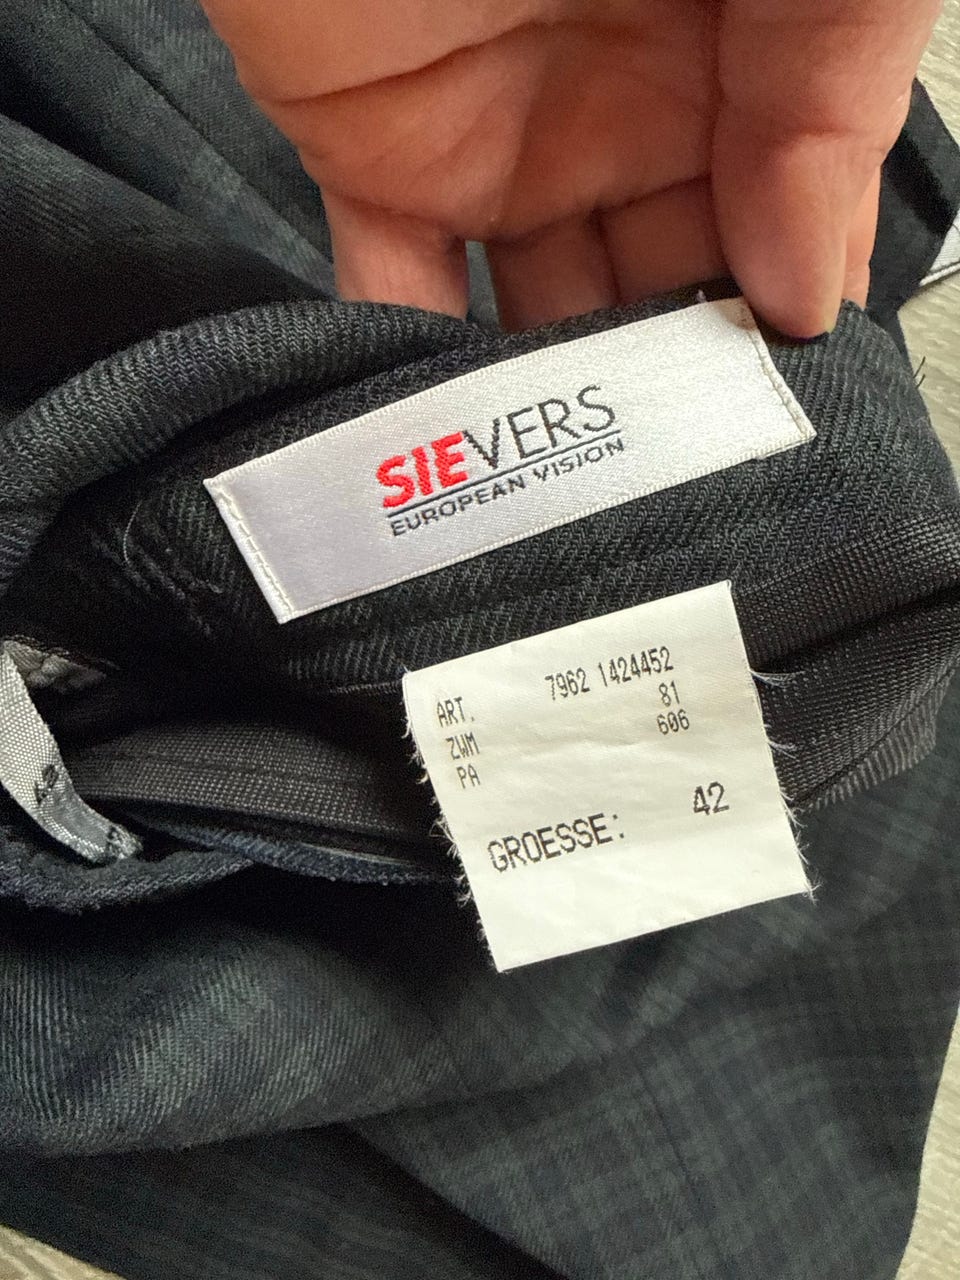 SIEVERS
EUROPEAN VISION
ART. 7962 1424452
ZWM 81
PA 606
GROESSE: 42